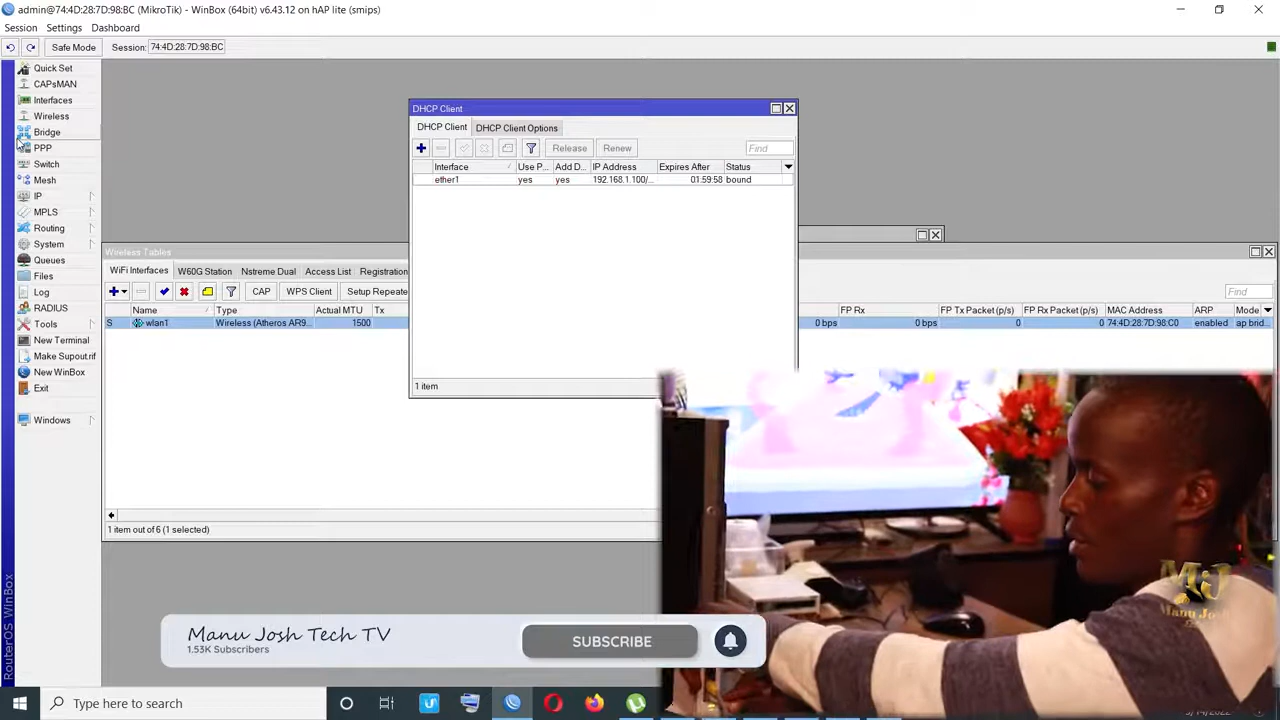 admin@74:4D:28:7D:98:BC (MikroTik) - WinBox (64bit) v6.43.12 on hAP lite (smips)
Session Settings Dashboard
Safe Mode Session: 74:4D:28:7D:98:BC
Quick Set
CAPsMAN
Interfaces
Wireless
Bridge
PPP
Switch
Mesh
IP
MPLS
Routing
System
Queues
Files
Log
RADIUS
Tools
New Terminal
Make Supout.rif
New WinBox
Exit
Windows
RouterOS WinBox
DHCP Client
DHCP Client DHCP Client Options
Release Renew Find
Interface Use P... Add D... IP Address Expires After Status
ether1 yes yes 192.168.1.100/... 01:59:58 bound
1 item
Wireless Tables
WiFi Interfaces W60G Station Nstreme Dual Access List Registration
CAP WPS Client Setup Repeate Find
Name Type Actual MTU Tx FP Rx FP Tx Packet (p/s) FP Rx Packet (p/s) MAC Address ARP Mode
S wlan1 Wireless (Atheros AR9... 1500 0 bps 0 bps 0 0 74:4D:28:7D:98:C0 enabled ap brid...
1 item out of 6 (1 selected)
Manu Josh Tech TV
1.53K Subscribers
SUBSCRIBE
MJ
Manu Josh
Type here to search